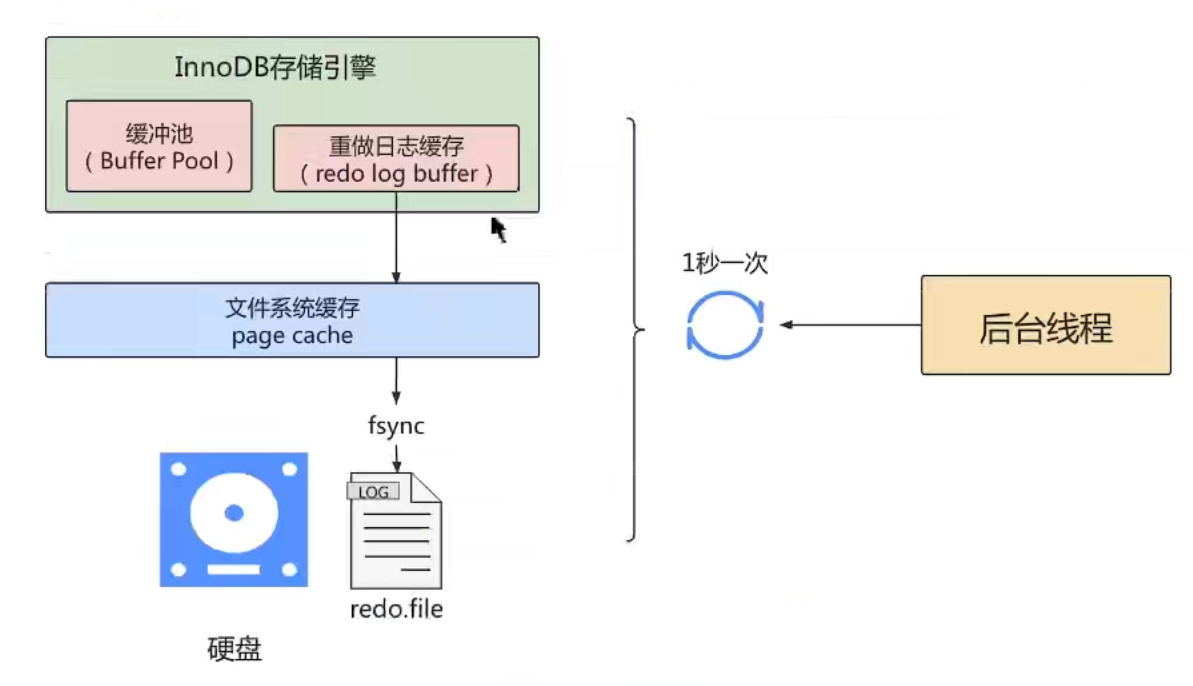 InnoDB存储引擎
缓冲池
（Buffer Pool）
重做日志缓存
（redo log buffer）
文件系统缓存
page cache
fsync
LOG
redo.file
硬盘
1秒一次
后台线程